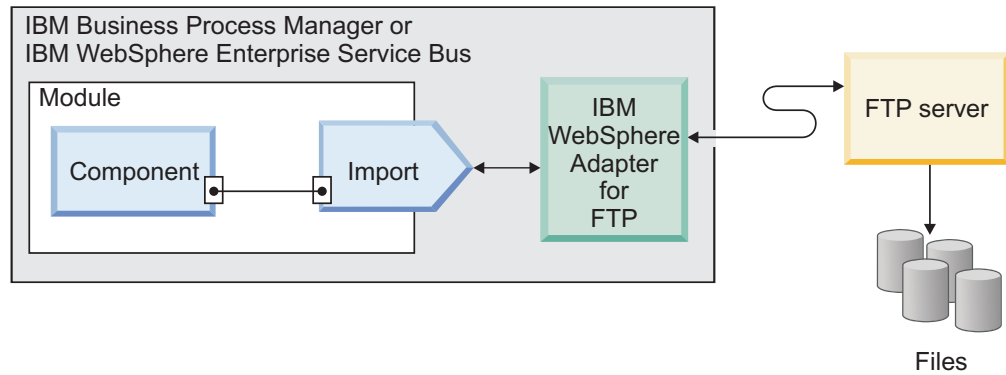 IBM Business Process Manager or
IBM WebSphere Enterprise Service Bus
Module
Component
Import
IBM
WebSphere
Adapter
for
FTP
FTP server
Files